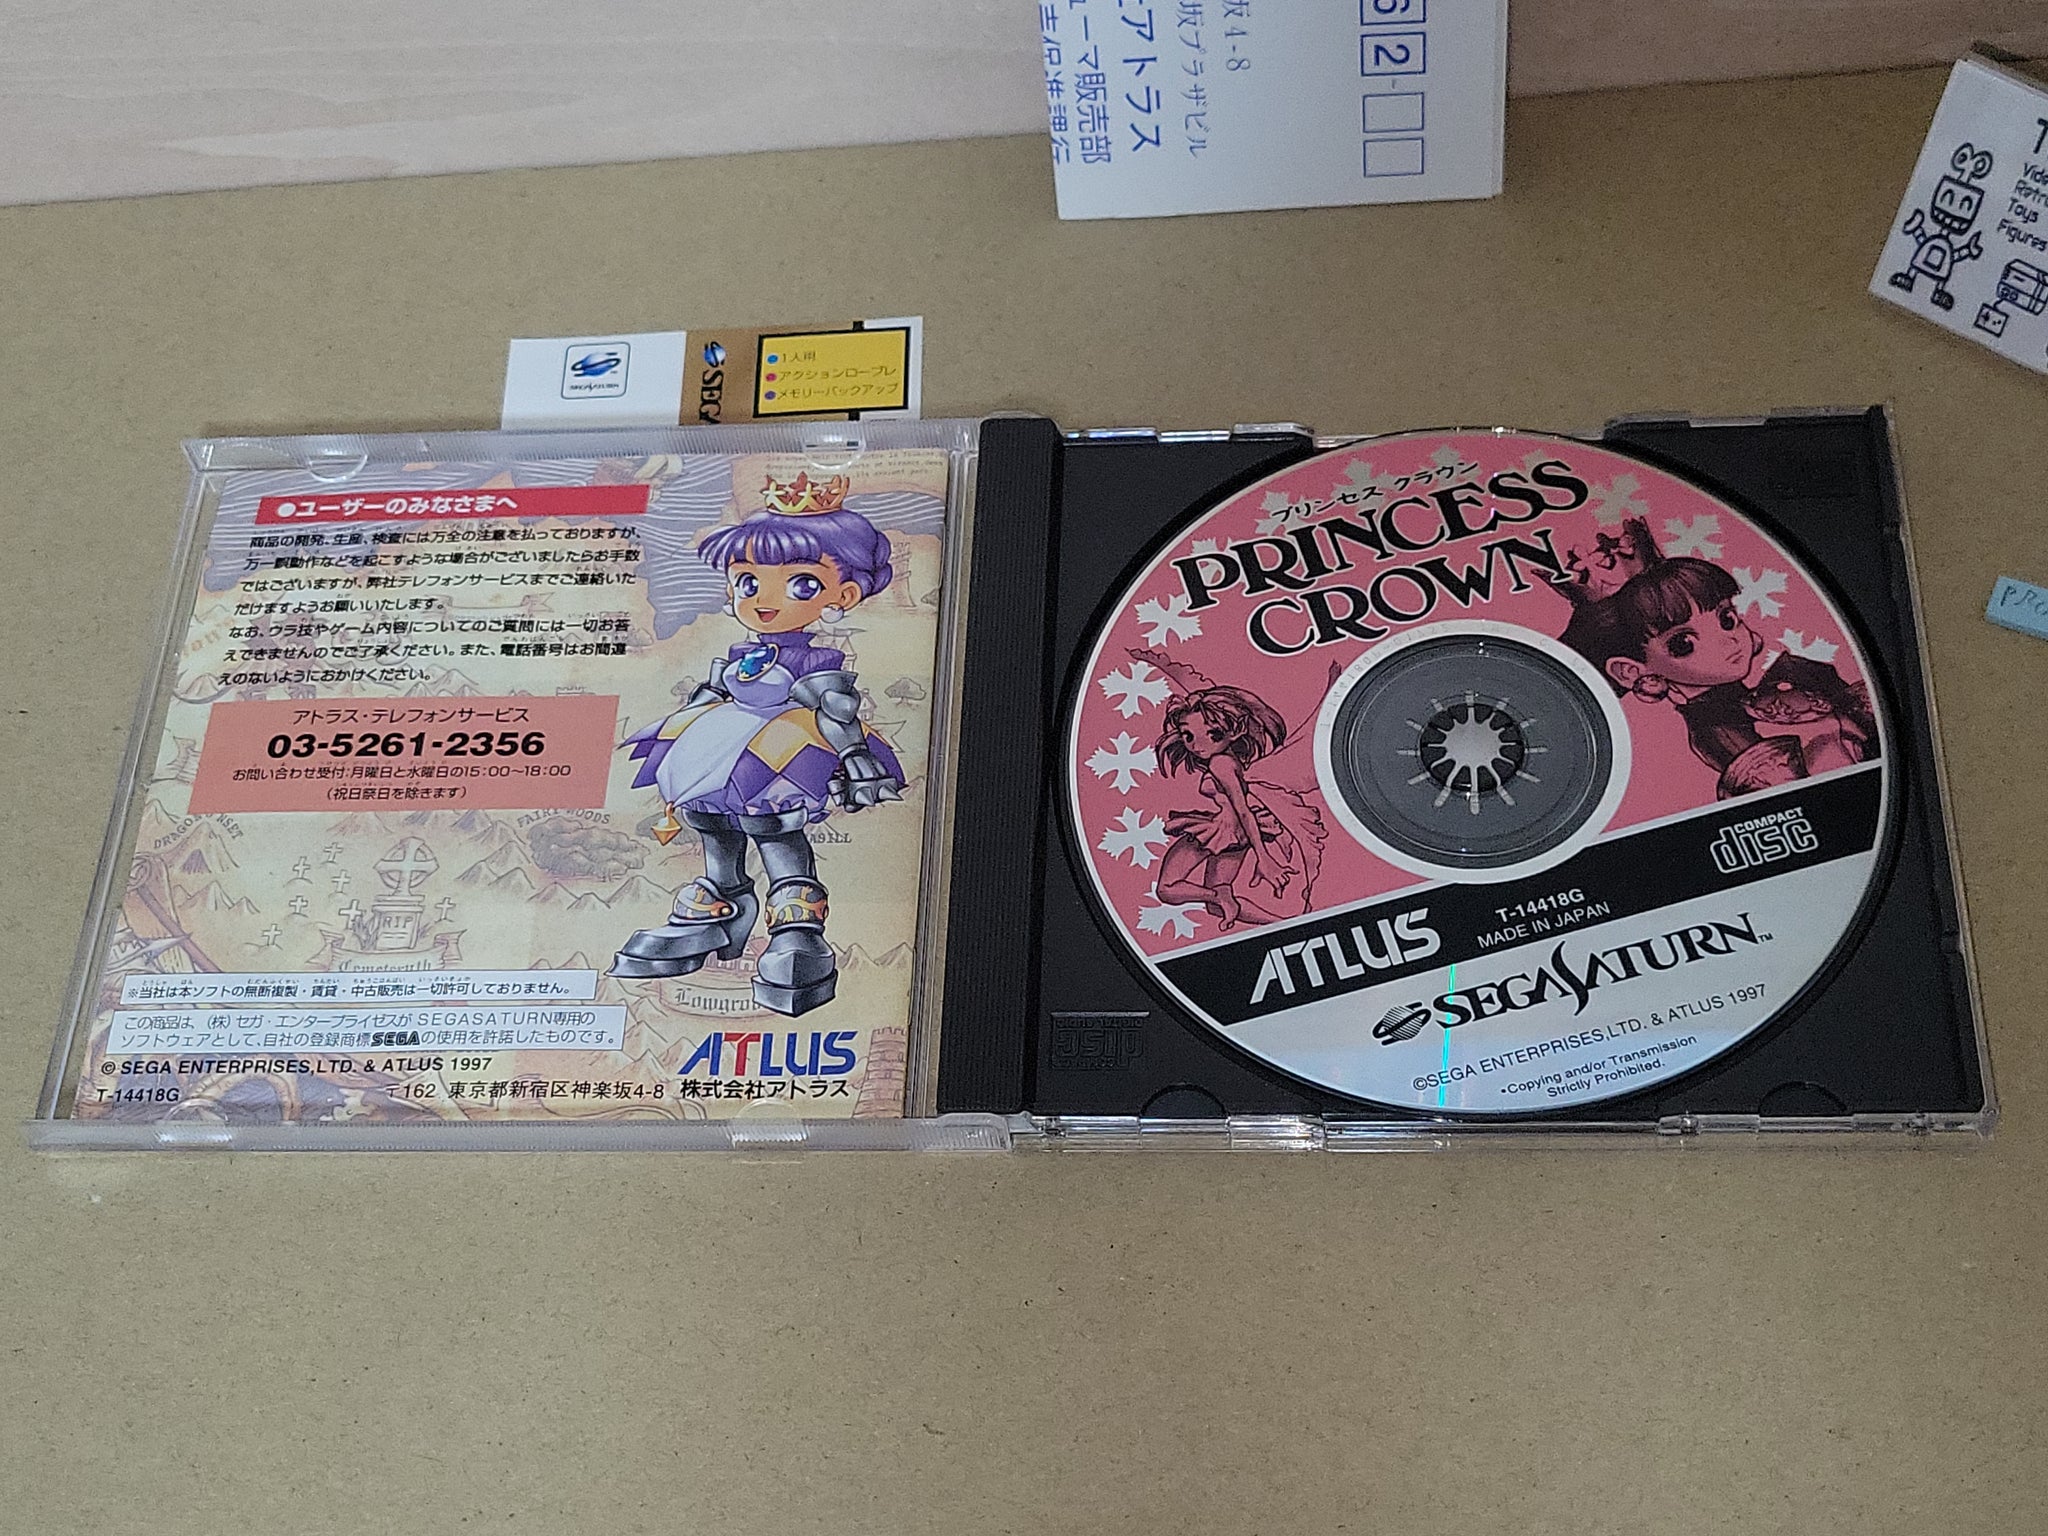 62-
坂4-8
坂プラザビル
アトラス
ューマ販売部
Toys
Figures
SEGASATURN
SEGA
●1人用
●アクションロープレ
●メモリーバックアップ
●ユーザーのみなさまへ
商品の開発、生産、検査には万全の注意を払っておりますが、
万一誤動作などを起こすような場合がございましたらお手数
ではございますが、弊社テレフォンサービスまでご連絡いた
だけますようお願いいたします。
なお、ウラ技やゲーム内容についてのご質問には一切お答
えできませんのでご了承ください。また、電話番号はお間違
えのないようにおかけください。
アトラス・テレフォンサービス
03-5261-2356
お問い合わせ受付:月曜日と水曜日の15:00〜18:00
(祝日祭日を除きます)
FAIRY WOODS
RIP
※当社は本ソフトの無断複製・賃貸・中古販売は一切許可しておりません。
この商品は、(株)セガ・エンタープライゼスがSEGASATURN専用の
ソフトウェアとして、自社の登録商標SEGAの使用を許諾したものです。
© SEGA ENTERPRISES,LTD. & ATLUS 1997
T-14418G
〒162 東京都新宿区神楽坂4-8
ATLUS
株式会社アトラス
プリンセス クラウン
PRINCESS
CROWN
COMPACT
disc
ATLUS
T-14418G
MADE IN JAPAN
SEGASATURN™
©SEGA ENTERPRISES,LTD. & ATLUS 1997
•Copying and/or Transmission
Strictly Prohibited.